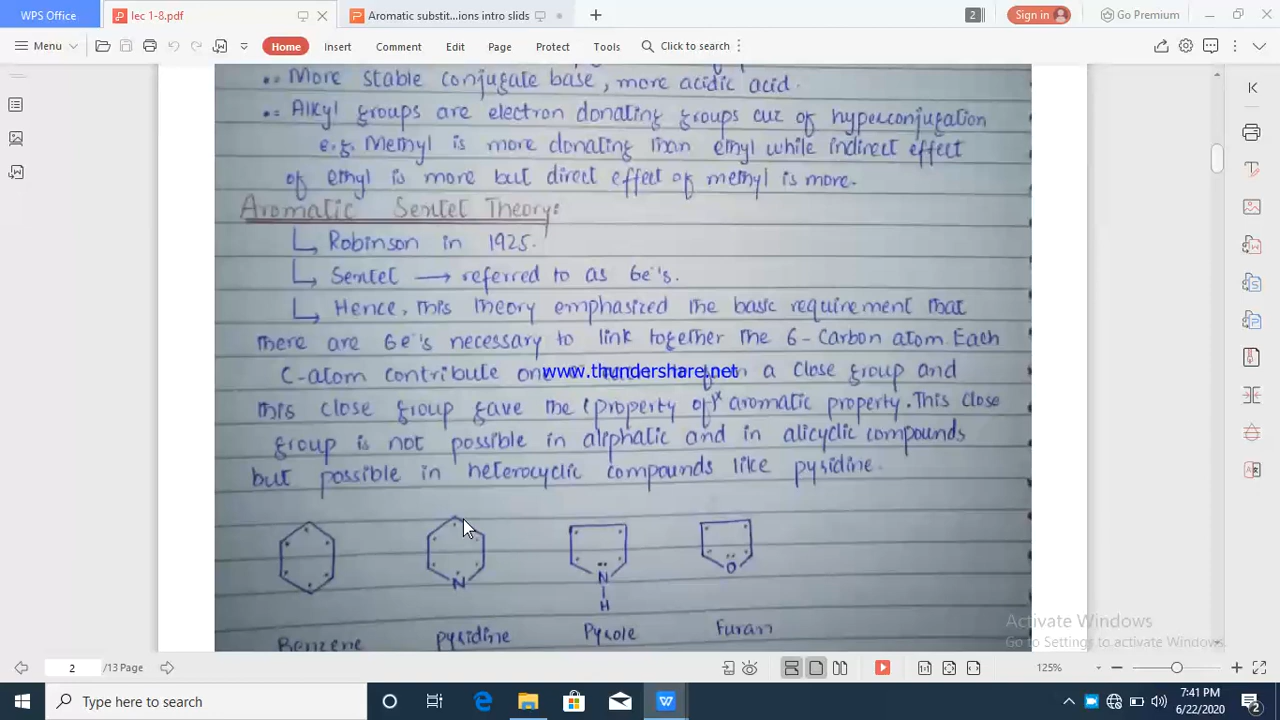 WPS Office
lec 1-8.pdf
Aromatic substit...ions intro slids
2
Sign in
Go Premium
Menu
Home
Insert
Comment
Edit
Page
Protect
Tools
Click to search
•• More stable conjugate base, more acidic acid.
•• Alkyl groups are electron donating groups cuz of hyperconjugation
e.g. Methyl is more donating than ethyl while indirect effect
of ethyl is more but direct effect of methyl is more.
Aromatic Sextet Theory:
Robinson in 1925.
Sextet → referred to as 6e⁻s.
Hence, this theory emphasized the basic requirement that
there are 6e⁻s necessary to link together the 6-Carbon atom. Each
C-atom contribute one a close group and
www.thundershare.net
this close group gave the (property of)* aromatic property. This close
group is not possible in aliphatic and in alicyclic compounds
but possible in heterocyclic compounds like pyridine.
N
N
H
O
Benzene
pyridine
Pyrole
Furan
Activate Windows
Go to Settings to activate Windows.
2
/13 Page
125%
Type here to search
7:41 PM
6/22/2020
2